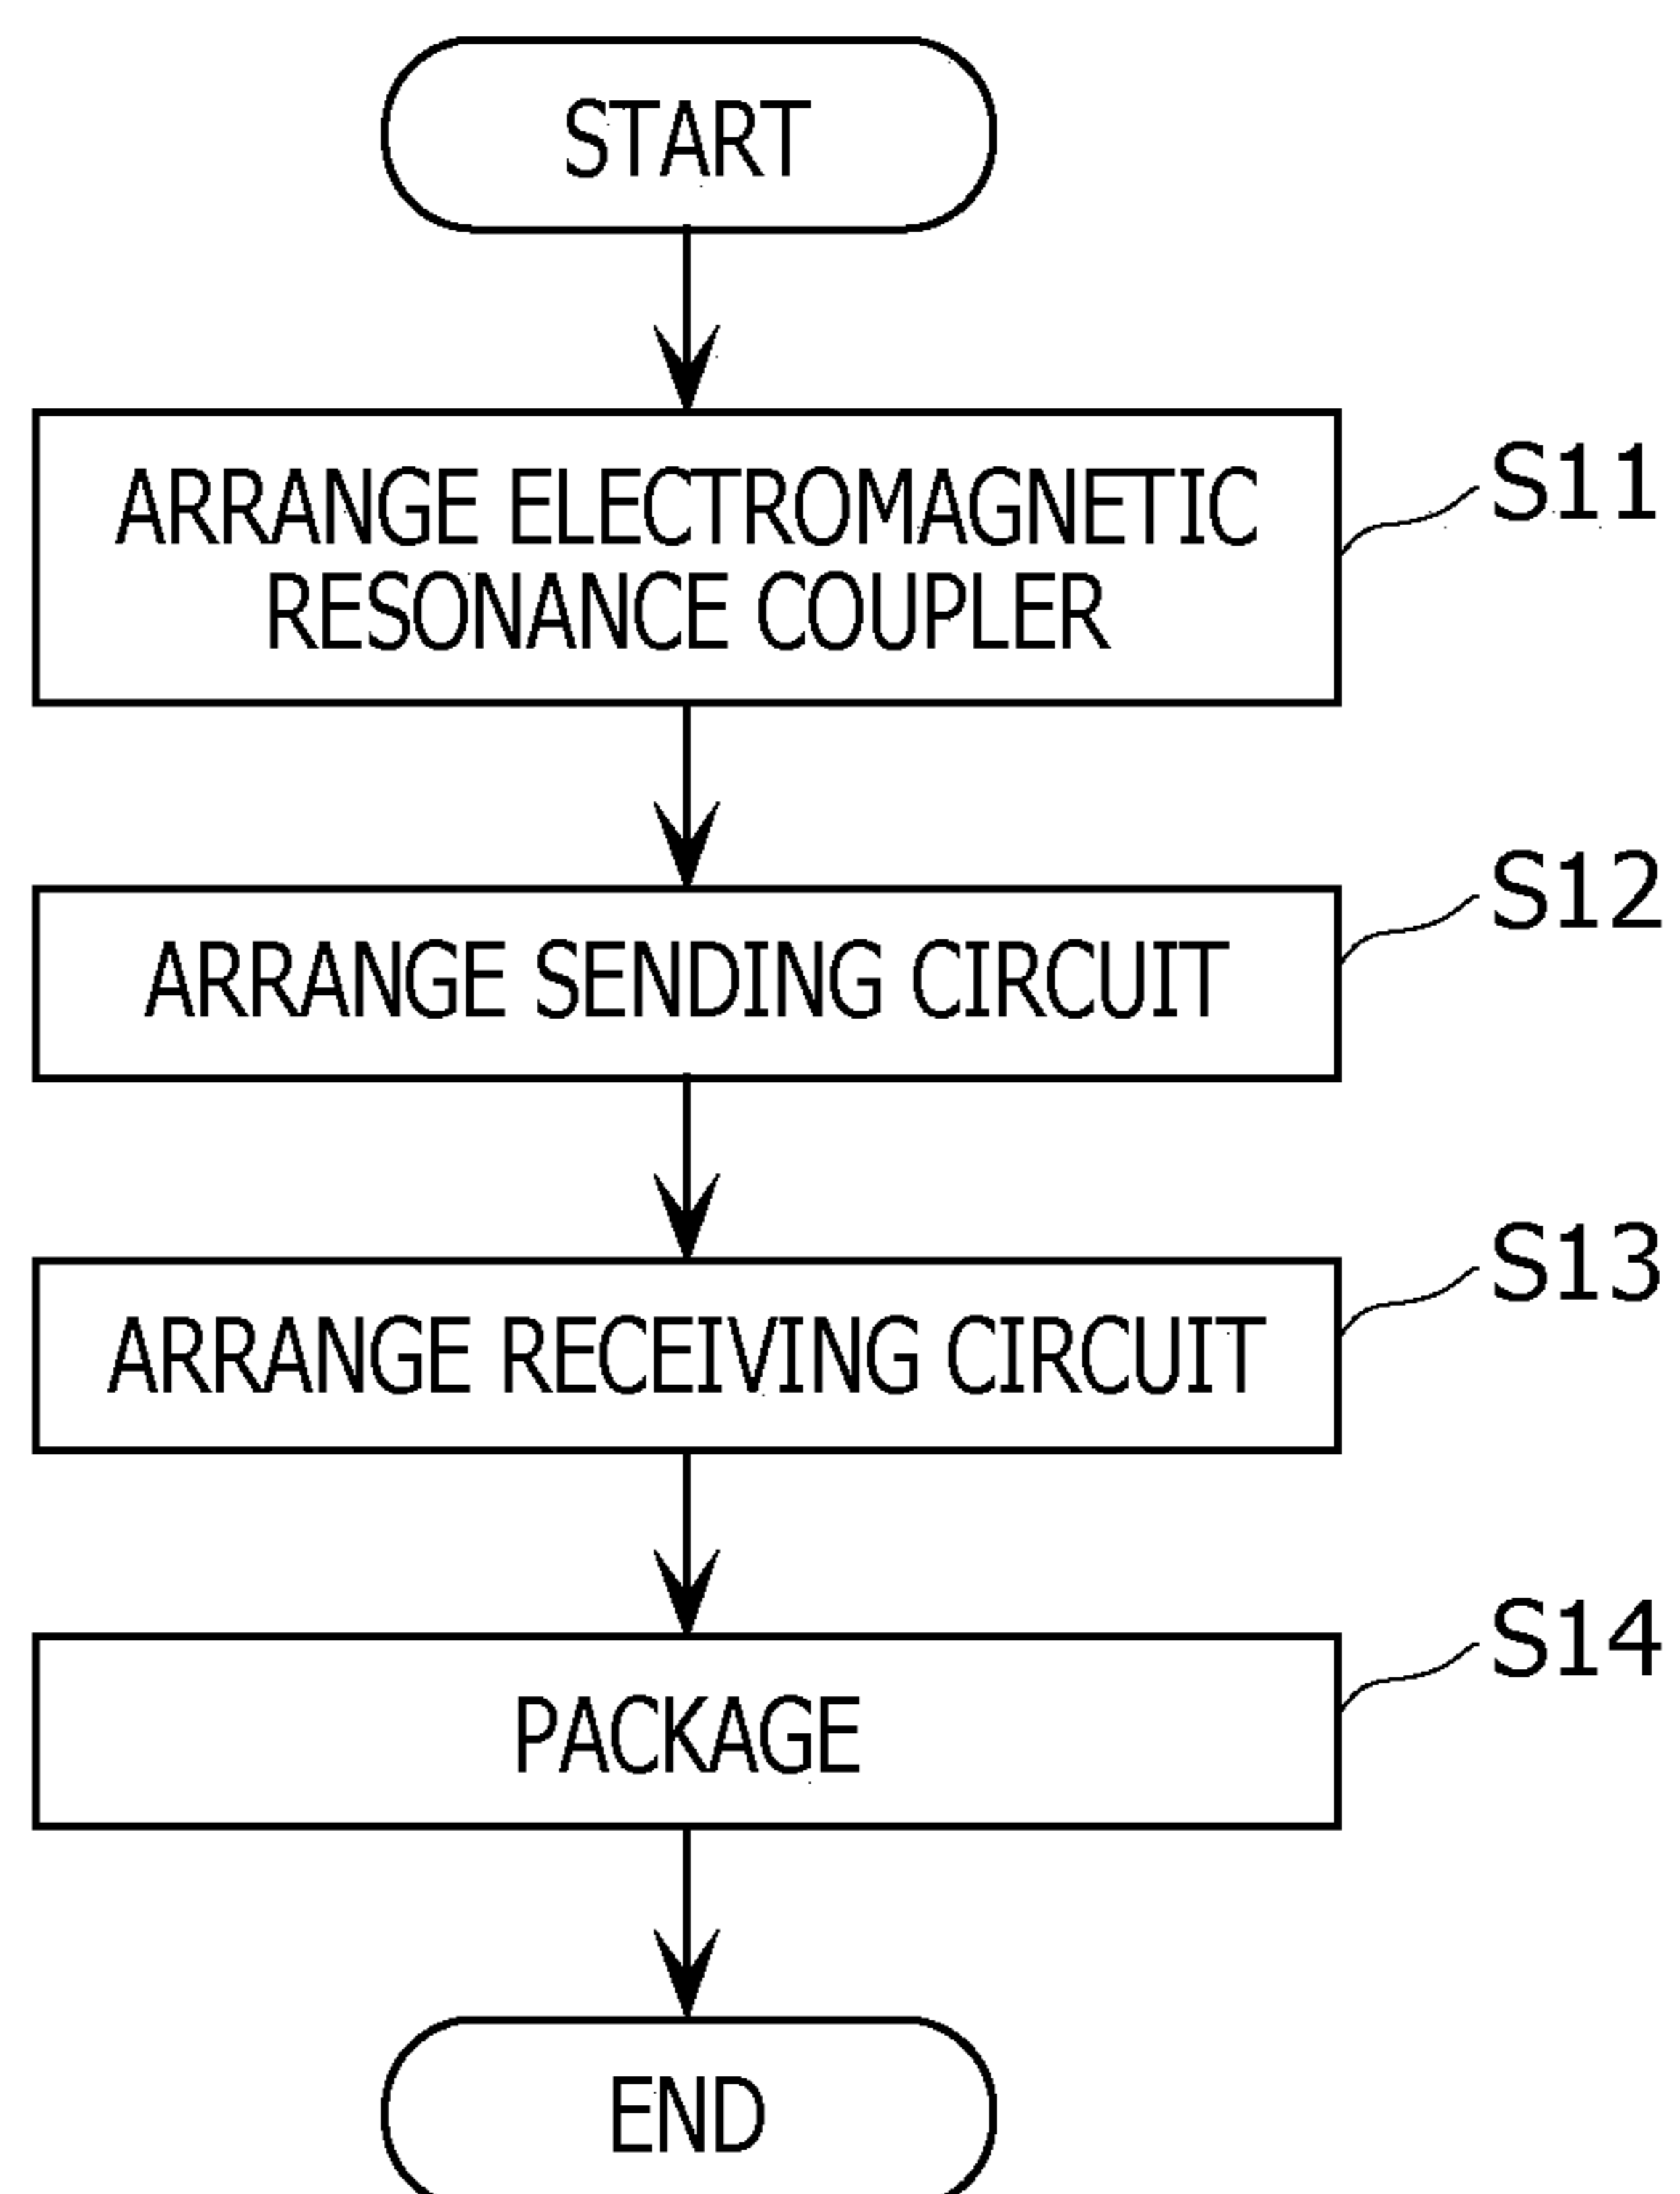 START
ARRANGE ELECTROMAGNETIC
RESONANCE COUPLER
S11
ARRANGE SENDING CIRCUIT
S12
ARRANGE RECEIVING CIRCUIT
S13
PACKAGE
S14
END